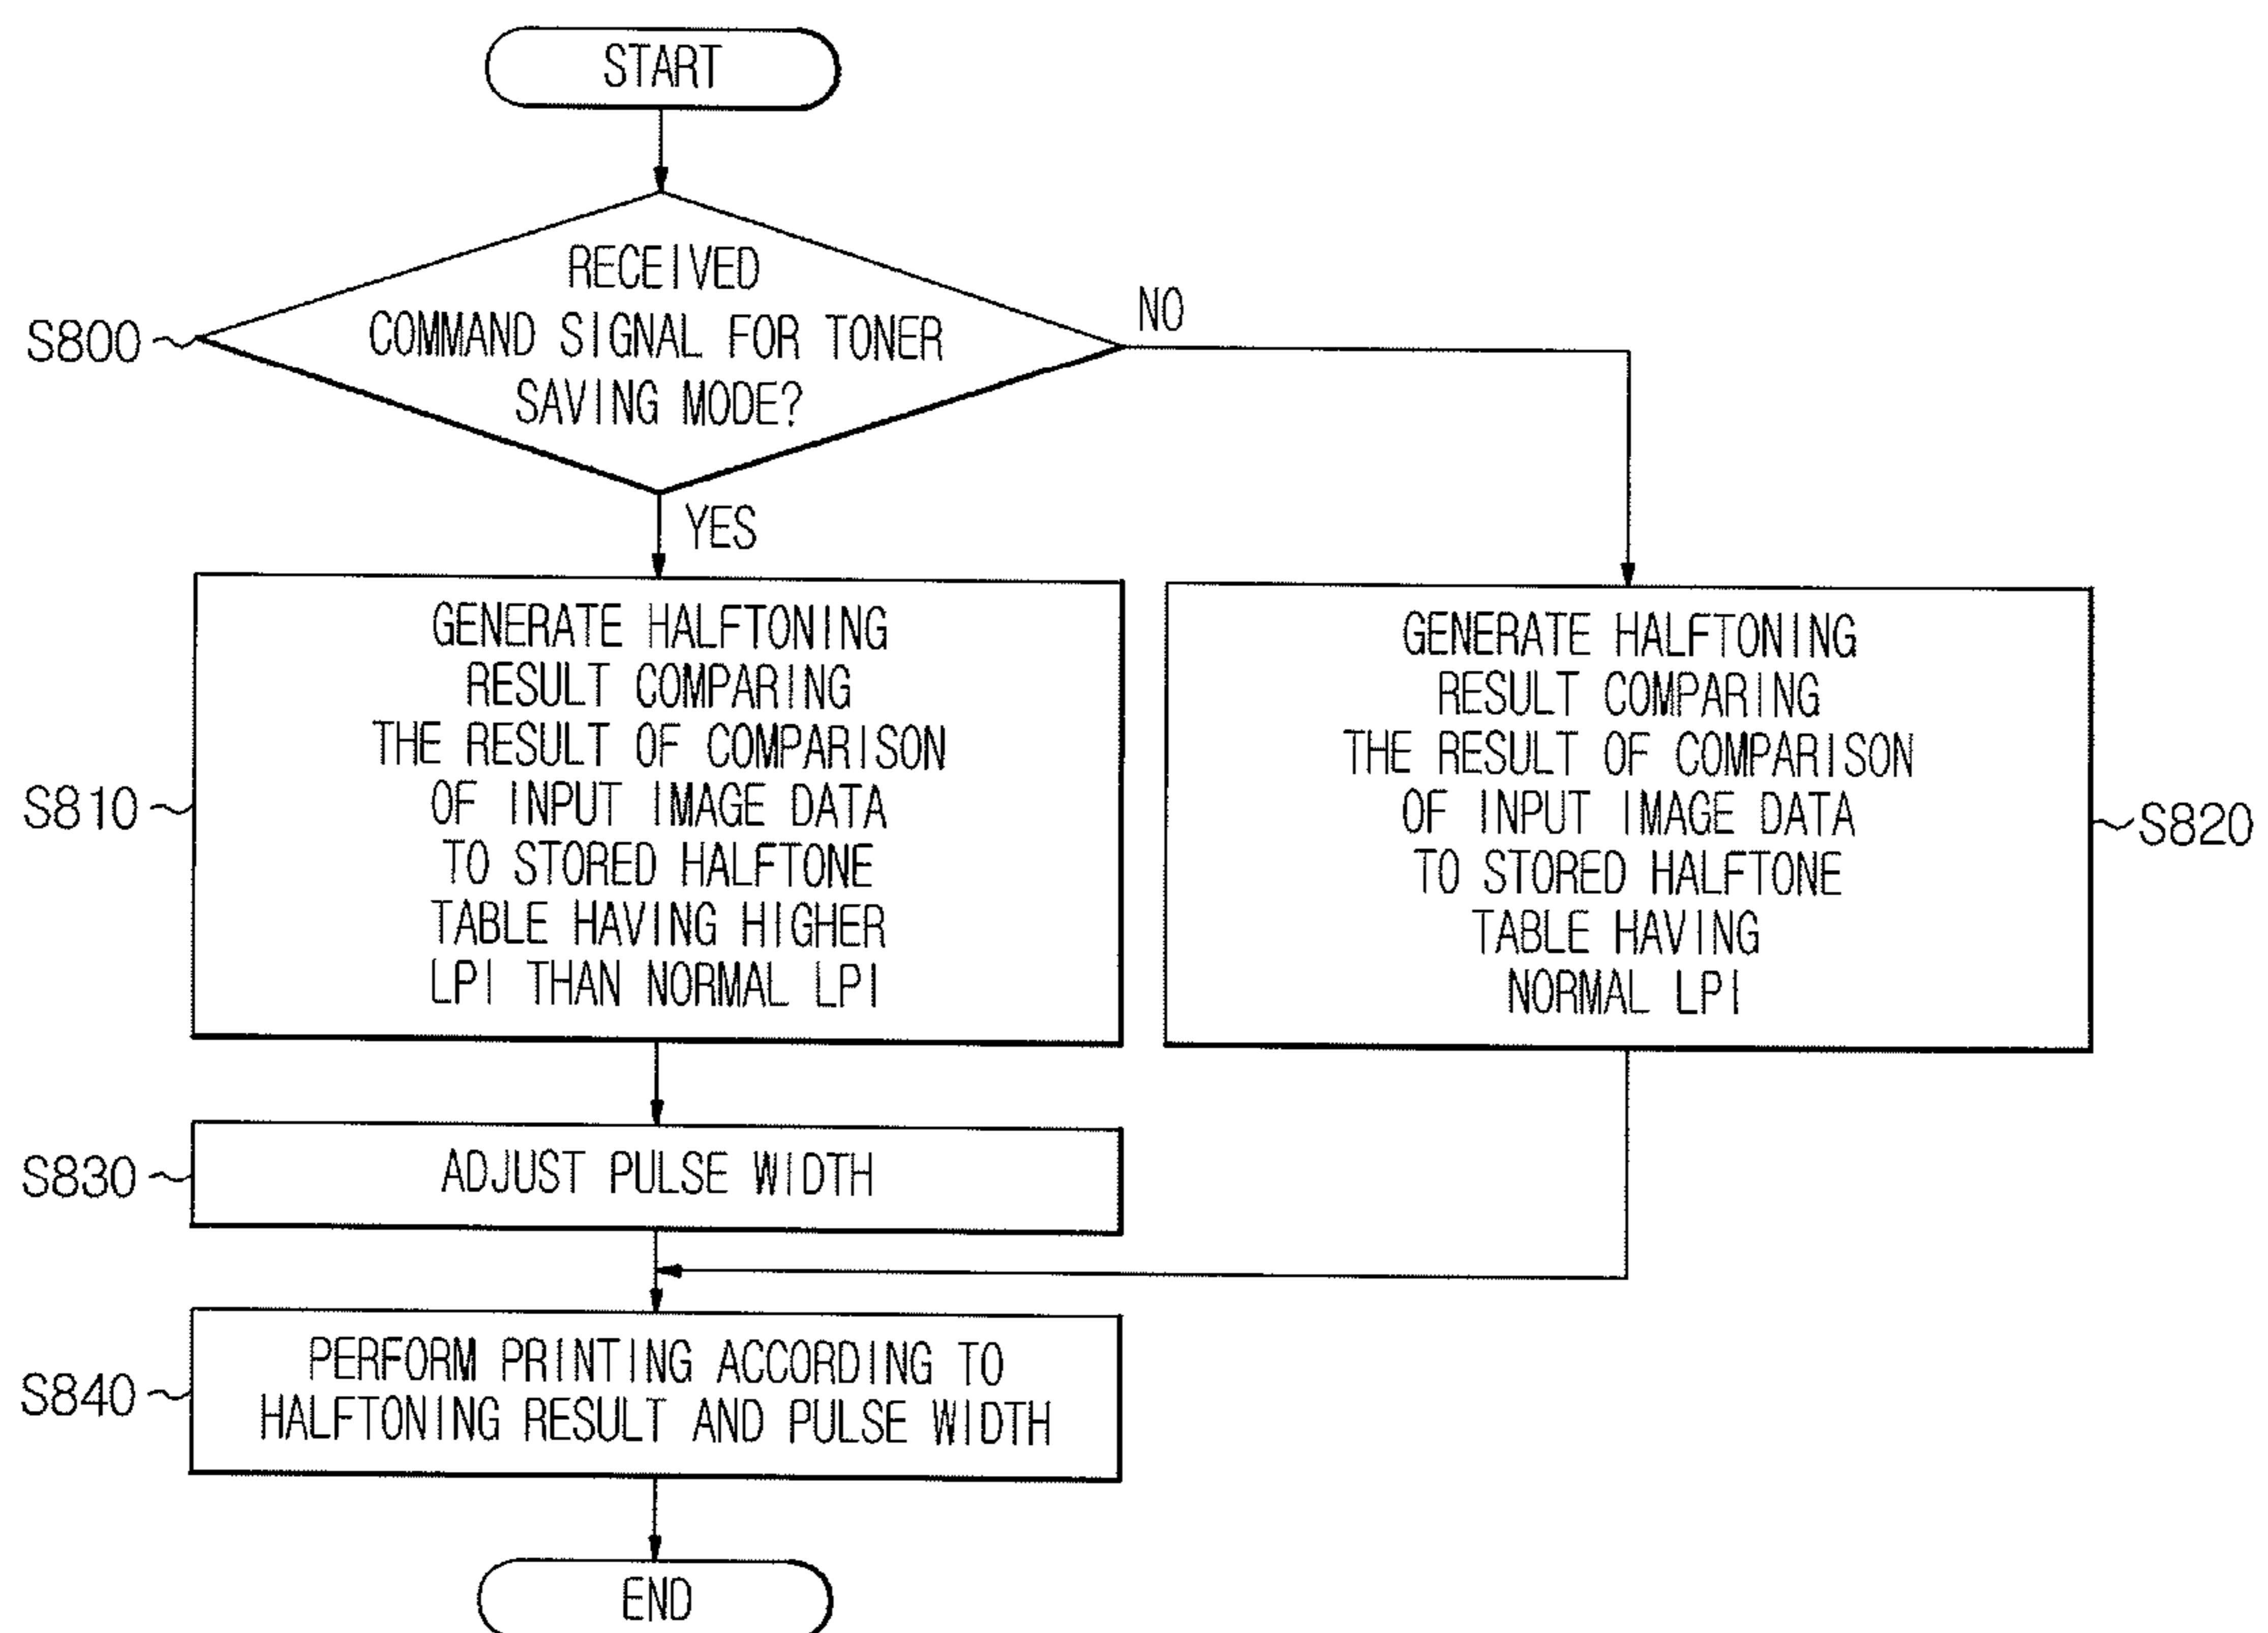 START
RECEIVED
COMMAND SIGNAL FOR TONER
SAVING MODE?
S800
NO
YES
GENERATE HALFTONING
RESULT COMPARING
THE RESULT OF COMPARISON
OF INPUT IMAGE DATA
TO STORED HALFTONE
TABLE HAVING HIGHER
LPI THAN NORMAL LPI
S810
GENERATE HALFTONING
RESULT COMPARING
THE RESULT OF COMPARISON
OF INPUT IMAGE DATA
TO STORED HALFTONE
TABLE HAVING
NORMAL LPI
S820
S830
ADJUST PULSE WIDTH
S840
PERFORM PRINTING ACCORDING TO
HALFTONING RESULT AND PULSE WIDTH
END